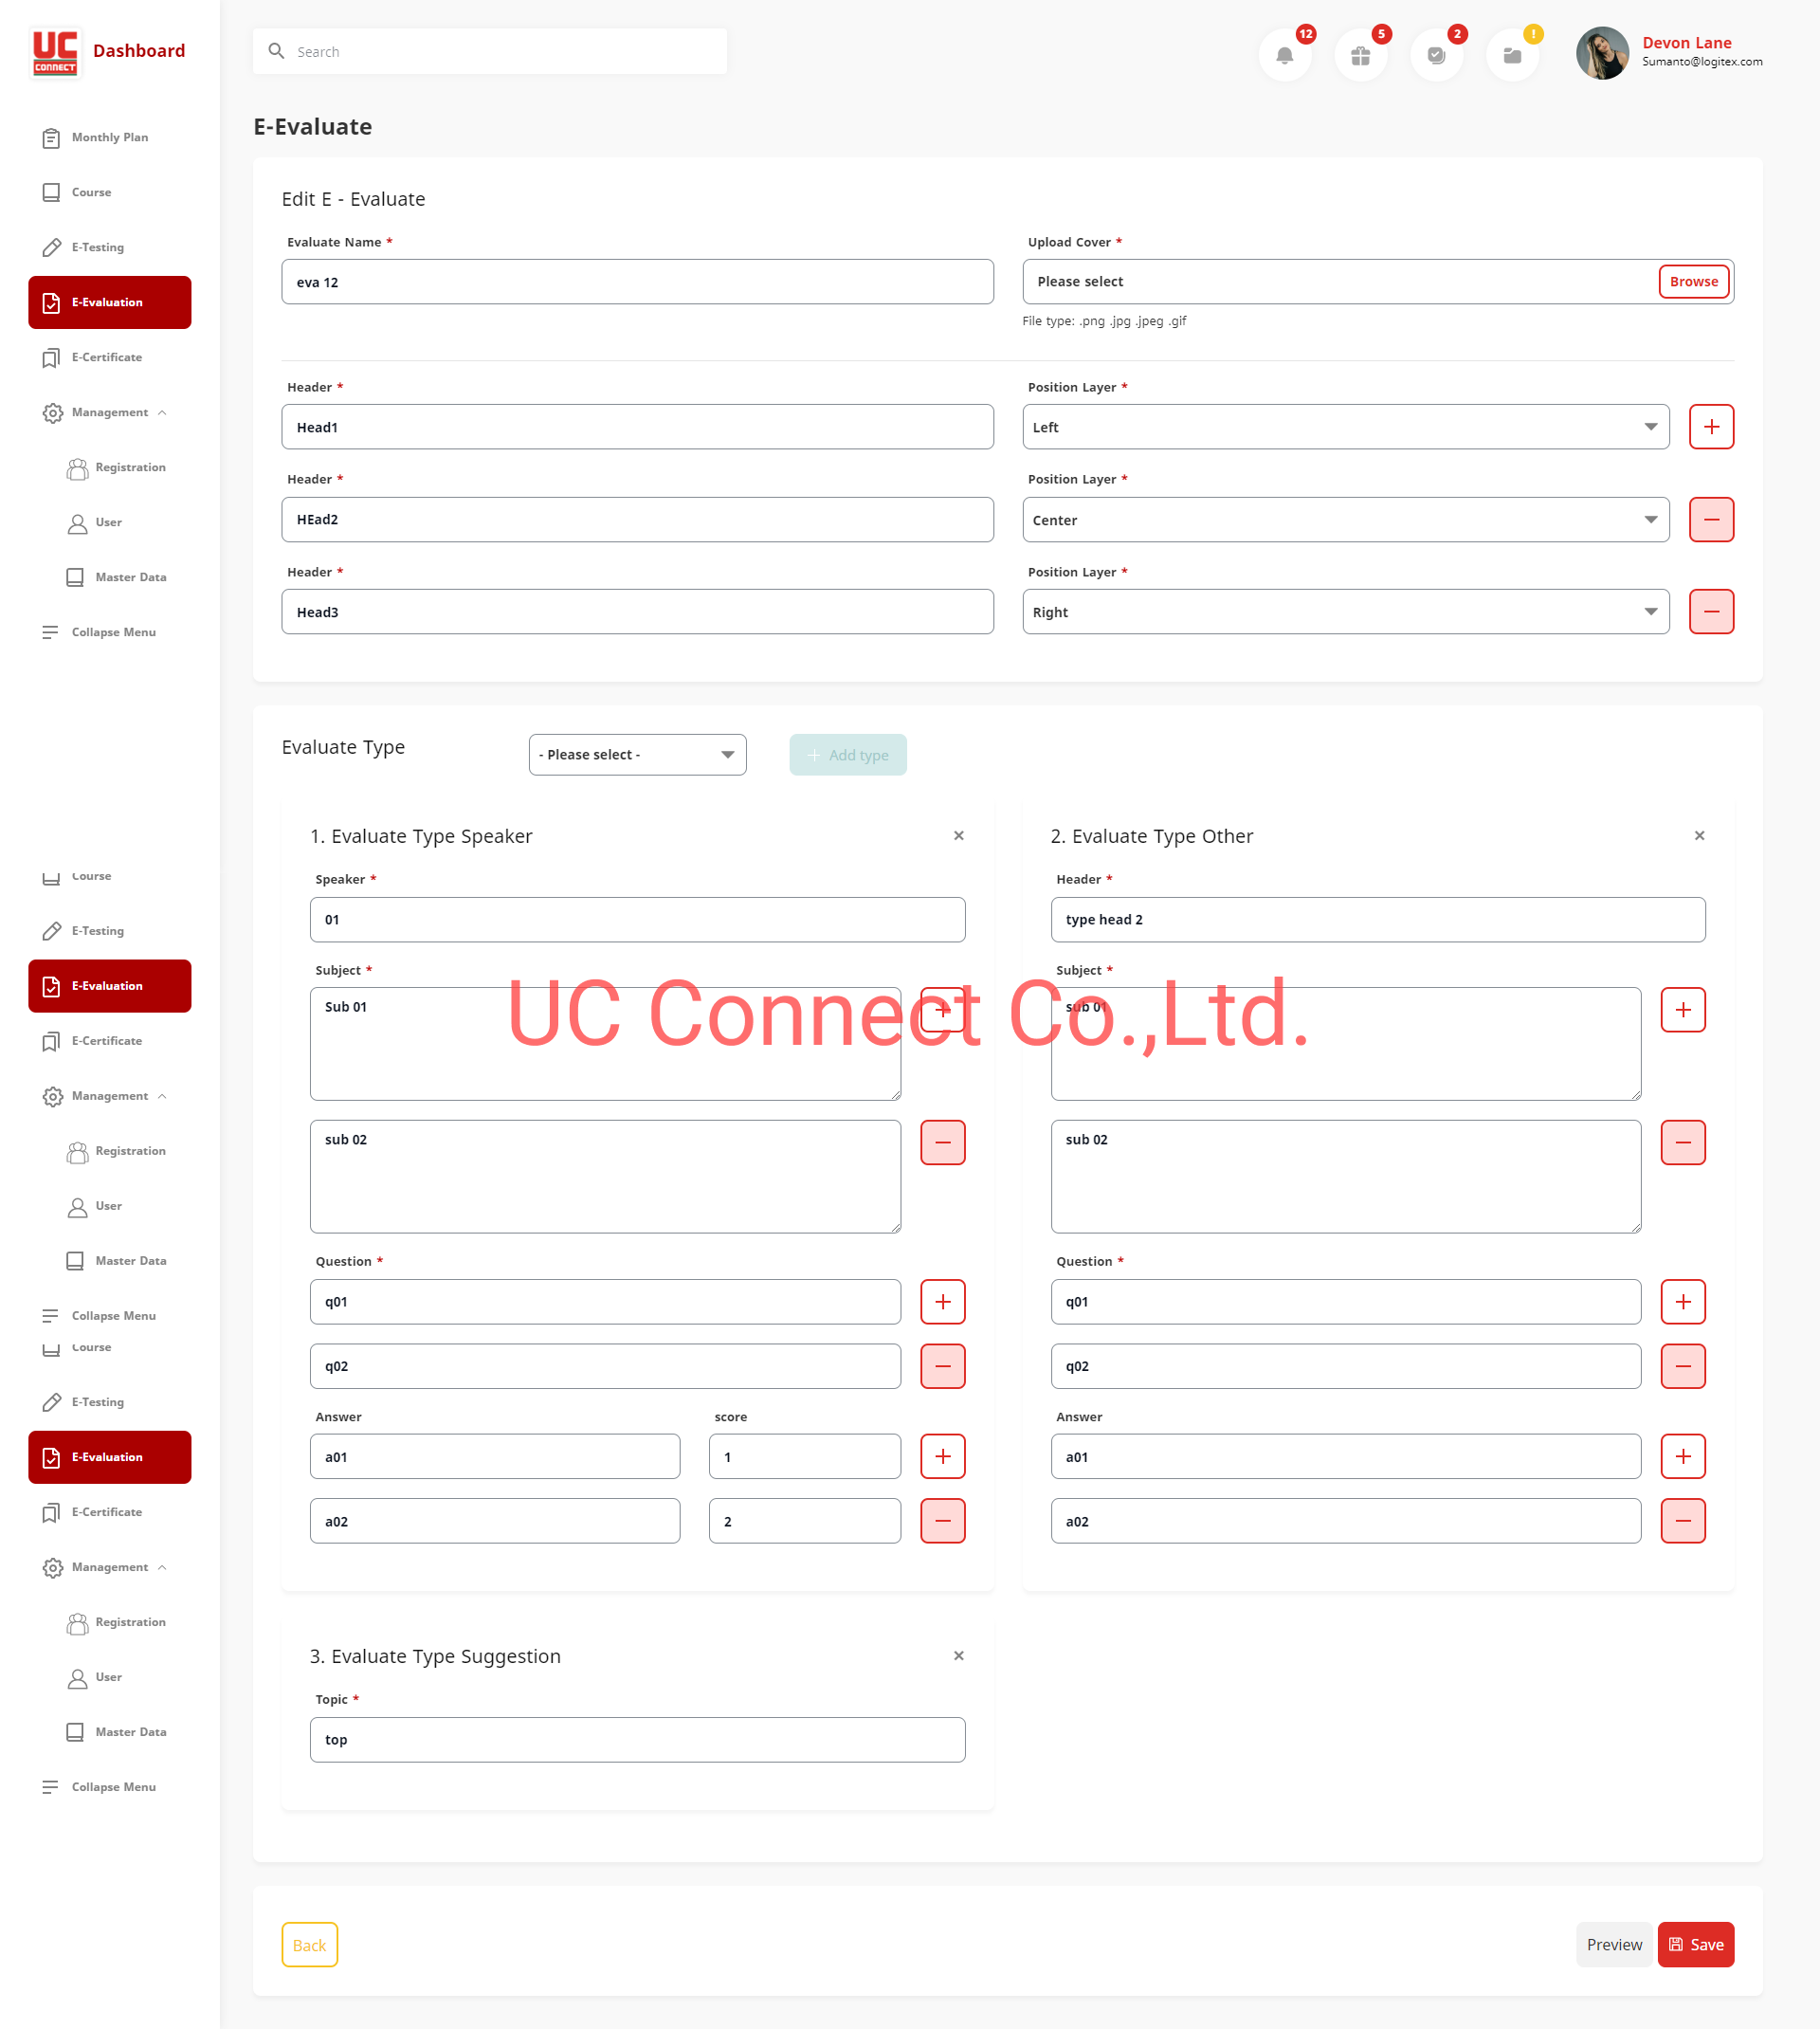 UC
CONNECT
Dashboard
Monthly Plan
Course
E-Testing
E-Evaluation
E-Certificate
Management
Registration
User
Master Data
Collapse Menu
Course
E-Testing
E-Evaluation
E-Certificate
Management
Registration
User
Master Data
Collapse Menu
Course
E-Testing
E-Evaluation
E-Certificate
Management
Registration
User
Master Data
Collapse Menu
Search
12
5
2
!
Devon Lane
Sumanto@logitex.com
E-Evaluate
Edit E - Evaluate
Evaluate Name *
eva 12
Upload Cover *
Please select
Browse
File type: .png .jpg .jpeg .gif
Header *
Position Layer *
Head1
Left
Header *
Position Layer *
HEad2
Center
Header *
Position Layer *
Head3
Right
Evaluate Type
- Please select -
+ Add type
1. Evaluate Type Speaker
×
Speaker *
01
Subject *
Sub 01
sub 02
Question *
q01
q02
Answer
score
a01
1
a02
2
2. Evaluate Type Other
×
Header *
type head 2
Subject *
sub 01
sub 02
Question *
q01
q02
Answer
a01
a02
UC Connect Co.,Ltd.
3. Evaluate Type Suggestion
×
Topic *
top
Back
Preview
Save